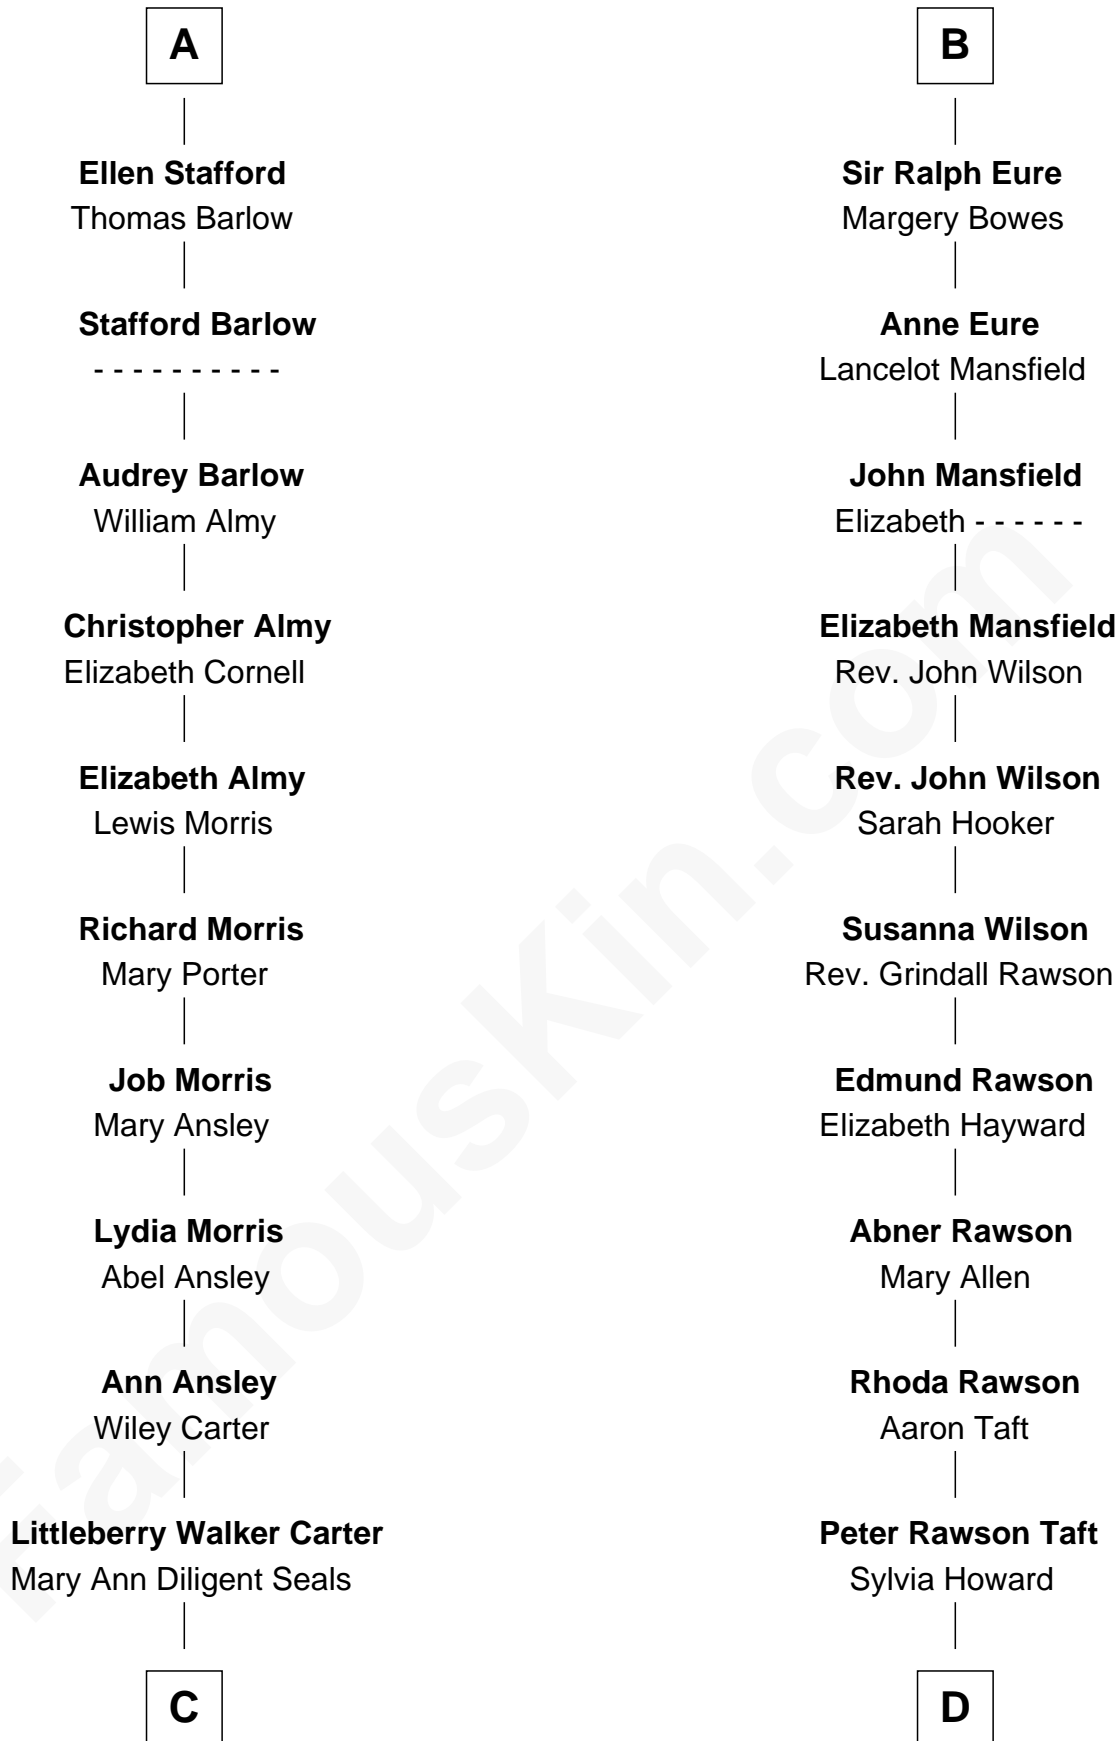 A
Ellen Stafford
Thomas Barlow
Stafford Barlow
- - - - - - - - - -
Audrey Barlow
William Almy
Christopher Almy
Elizabeth Cornell
Elizabeth Almy
Lewis Morris
Richard Morris
Mary Porter
Job Morris
Mary Ansley
Lydia Morris
Abel Ansley
Ann Ansley
Wiley Carter
Littleberry Walker Carter
Mary Ann Diligent Seals
C
B
Sir Ralph Eure
Margery Bowes
Anne Eure
Lancelot Mansfield
John Mansfield
Elizabeth - - - - - -
Elizabeth Mansfield
Rev. John Wilson
Rev. John Wilson
Sarah Hooker
Susanna Wilson
Rev. Grindall Rawson
Edmund Rawson
Elizabeth Hayward
Abner Rawson
Mary Allen
Rhoda Rawson
Aaron Taft
Peter Rawson Taft
Sylvia Howard
D
FamousKin.com